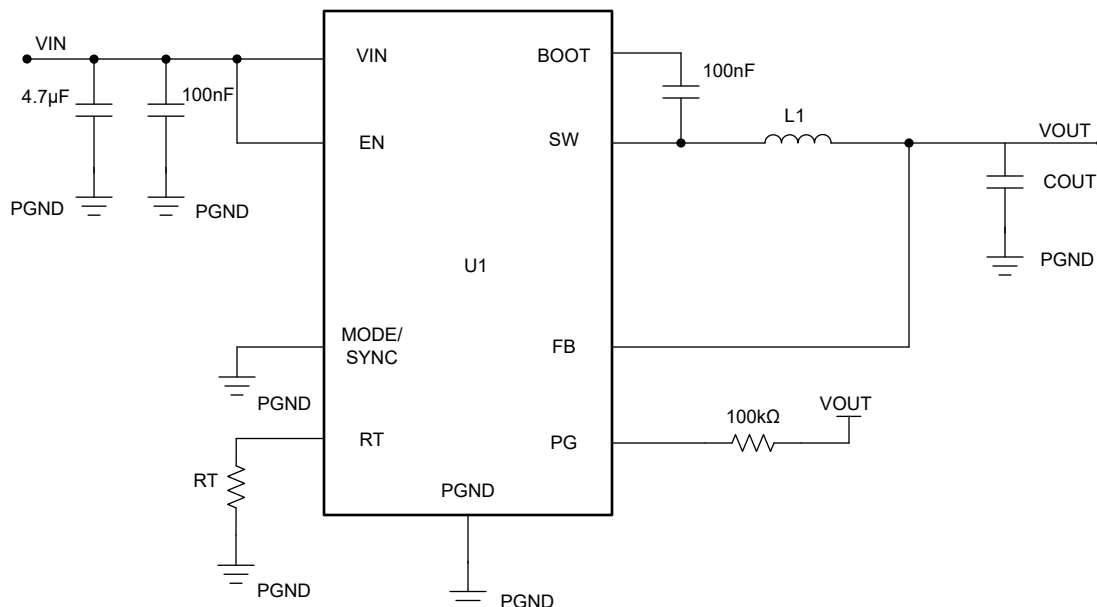 VIN
4.7µF
100nF
PGND
PGND
VIN
EN
MODE/
SYNC
PGND
RT
RT
PGND
U1
PGND
PGND
BOOT
SW
FB
PG
100nF
L1
VOUT
COUT
PGND
100kΩ
VOUT